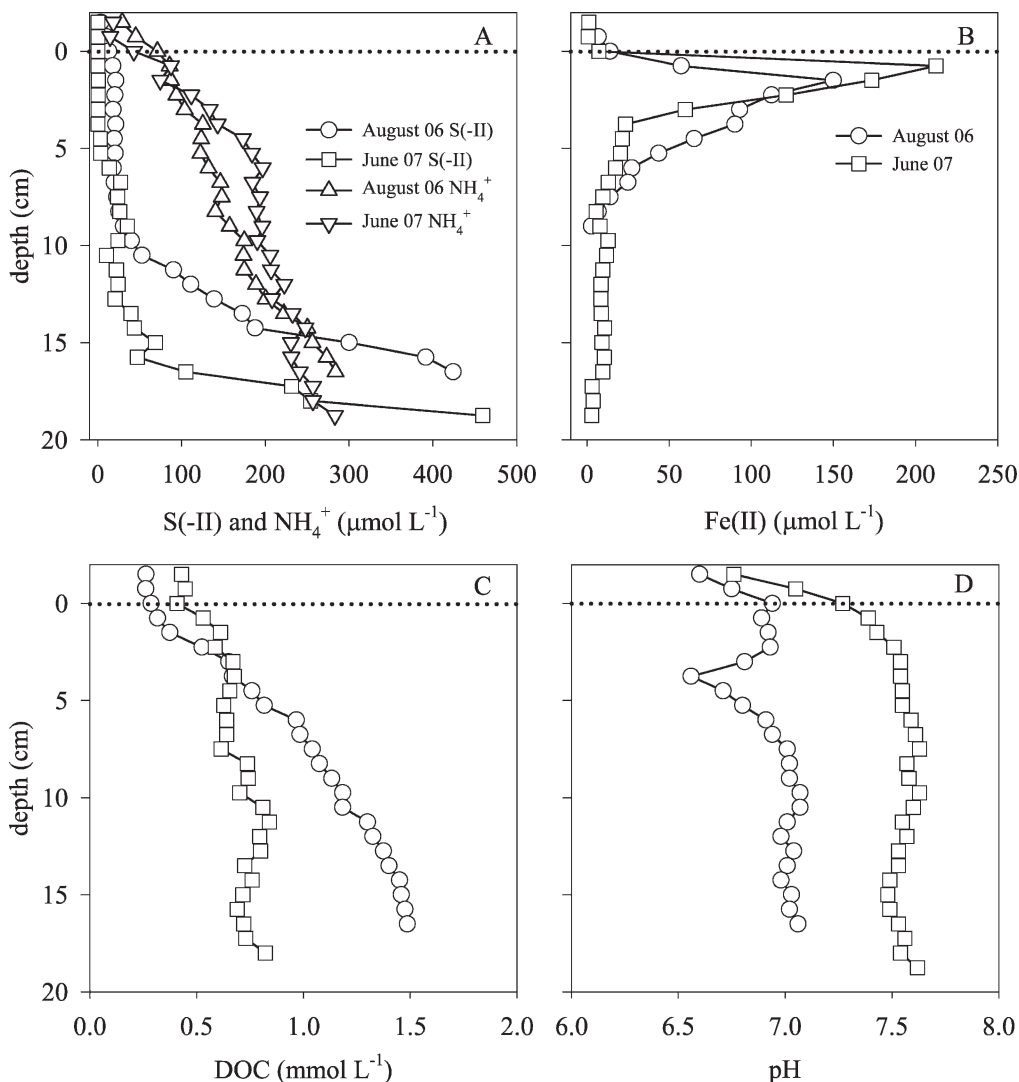 0 100 200 300 400 500
S(-II) and NH4+ (μmol L-1)
0
5
10
15
20
depth (cm)
A
August 06 S(-II)
June 07 S(-II)
August 06 NH4+
June 07 NH4+
0 50 100 150 200 250
Fe(II) (μmol L-1)
B
August 06
June 07
0
5
10
15
20
depth (cm)
C
0.0 0.5 1.0 1.5 2.0
DOC (mmol L-1)
D
6.0 6.5 7.0 7.5 8.0
pH